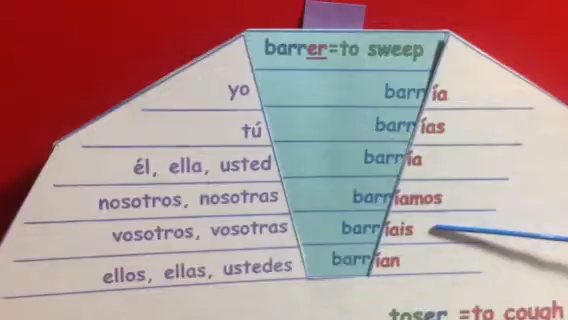 barrer=to sweep
yo barría
tú barrías
él, ella, usted barría
nosotros, nosotras barríamos
vosotros, vosotras barríais
ellos, ellas, ustedes barrían
toser =to cough